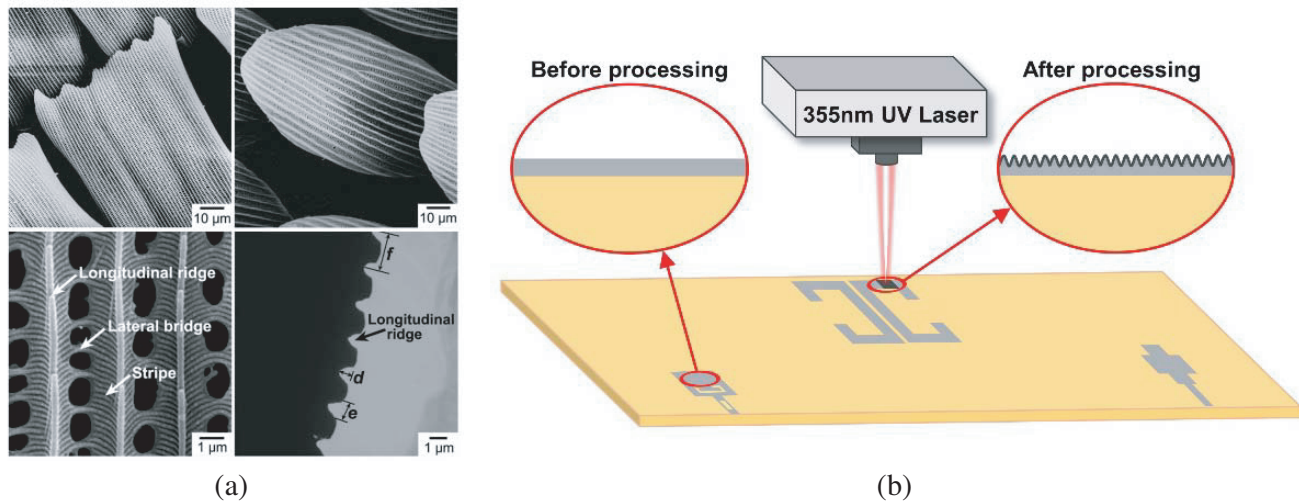 10 μm
10 μm
Longitudinal ridge
Lateral bridge
Stripe
1 μm
f
Longitudinal
ridge
d
e
1 μm
(a)
Before processing
355nm UV Laser
After processing
(b)